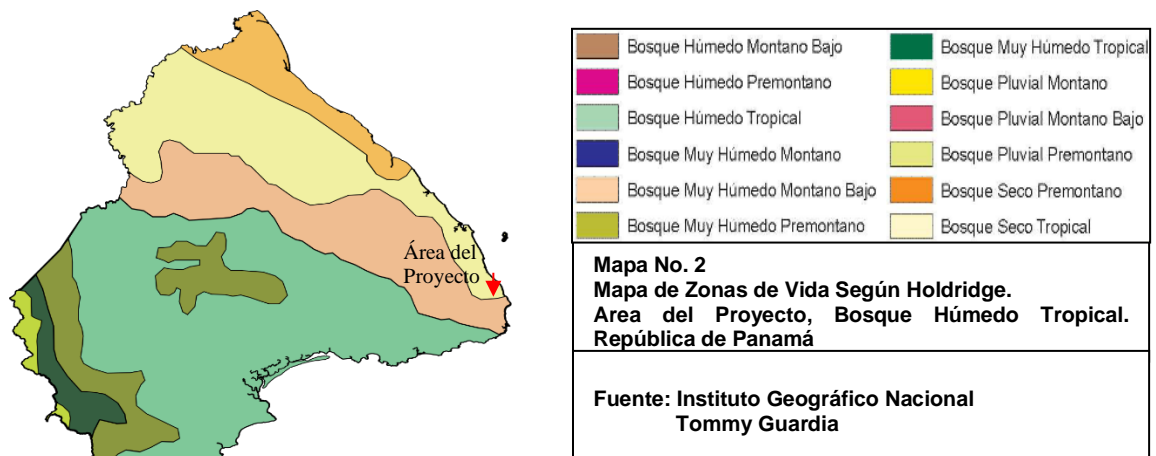 Área del
Proyecto
Bosque Húmedo Montano Bajo
Bosque Húmedo Premontano
Bosque Húmedo Tropical
Bosque Muy Húmedo Montano
Bosque Muy Húmedo Montano Bajo
Bosque Muy Húmedo Premontano
Bosque Muy Húmedo Tropical
Bosque Pluvial Montano
Bosque Pluvial Montano Bajo
Bosque Pluvial Premontano
Bosque Seco Premontano
Bosque Seco Tropical
Mapa No. 2
Mapa de Zonas de Vida Según Holdridge.
Area del Proyecto, Bosque Húmedo Tropical.
República de Panamá
Fuente: Instituto Geográfico Nacional
Tommy Guardia